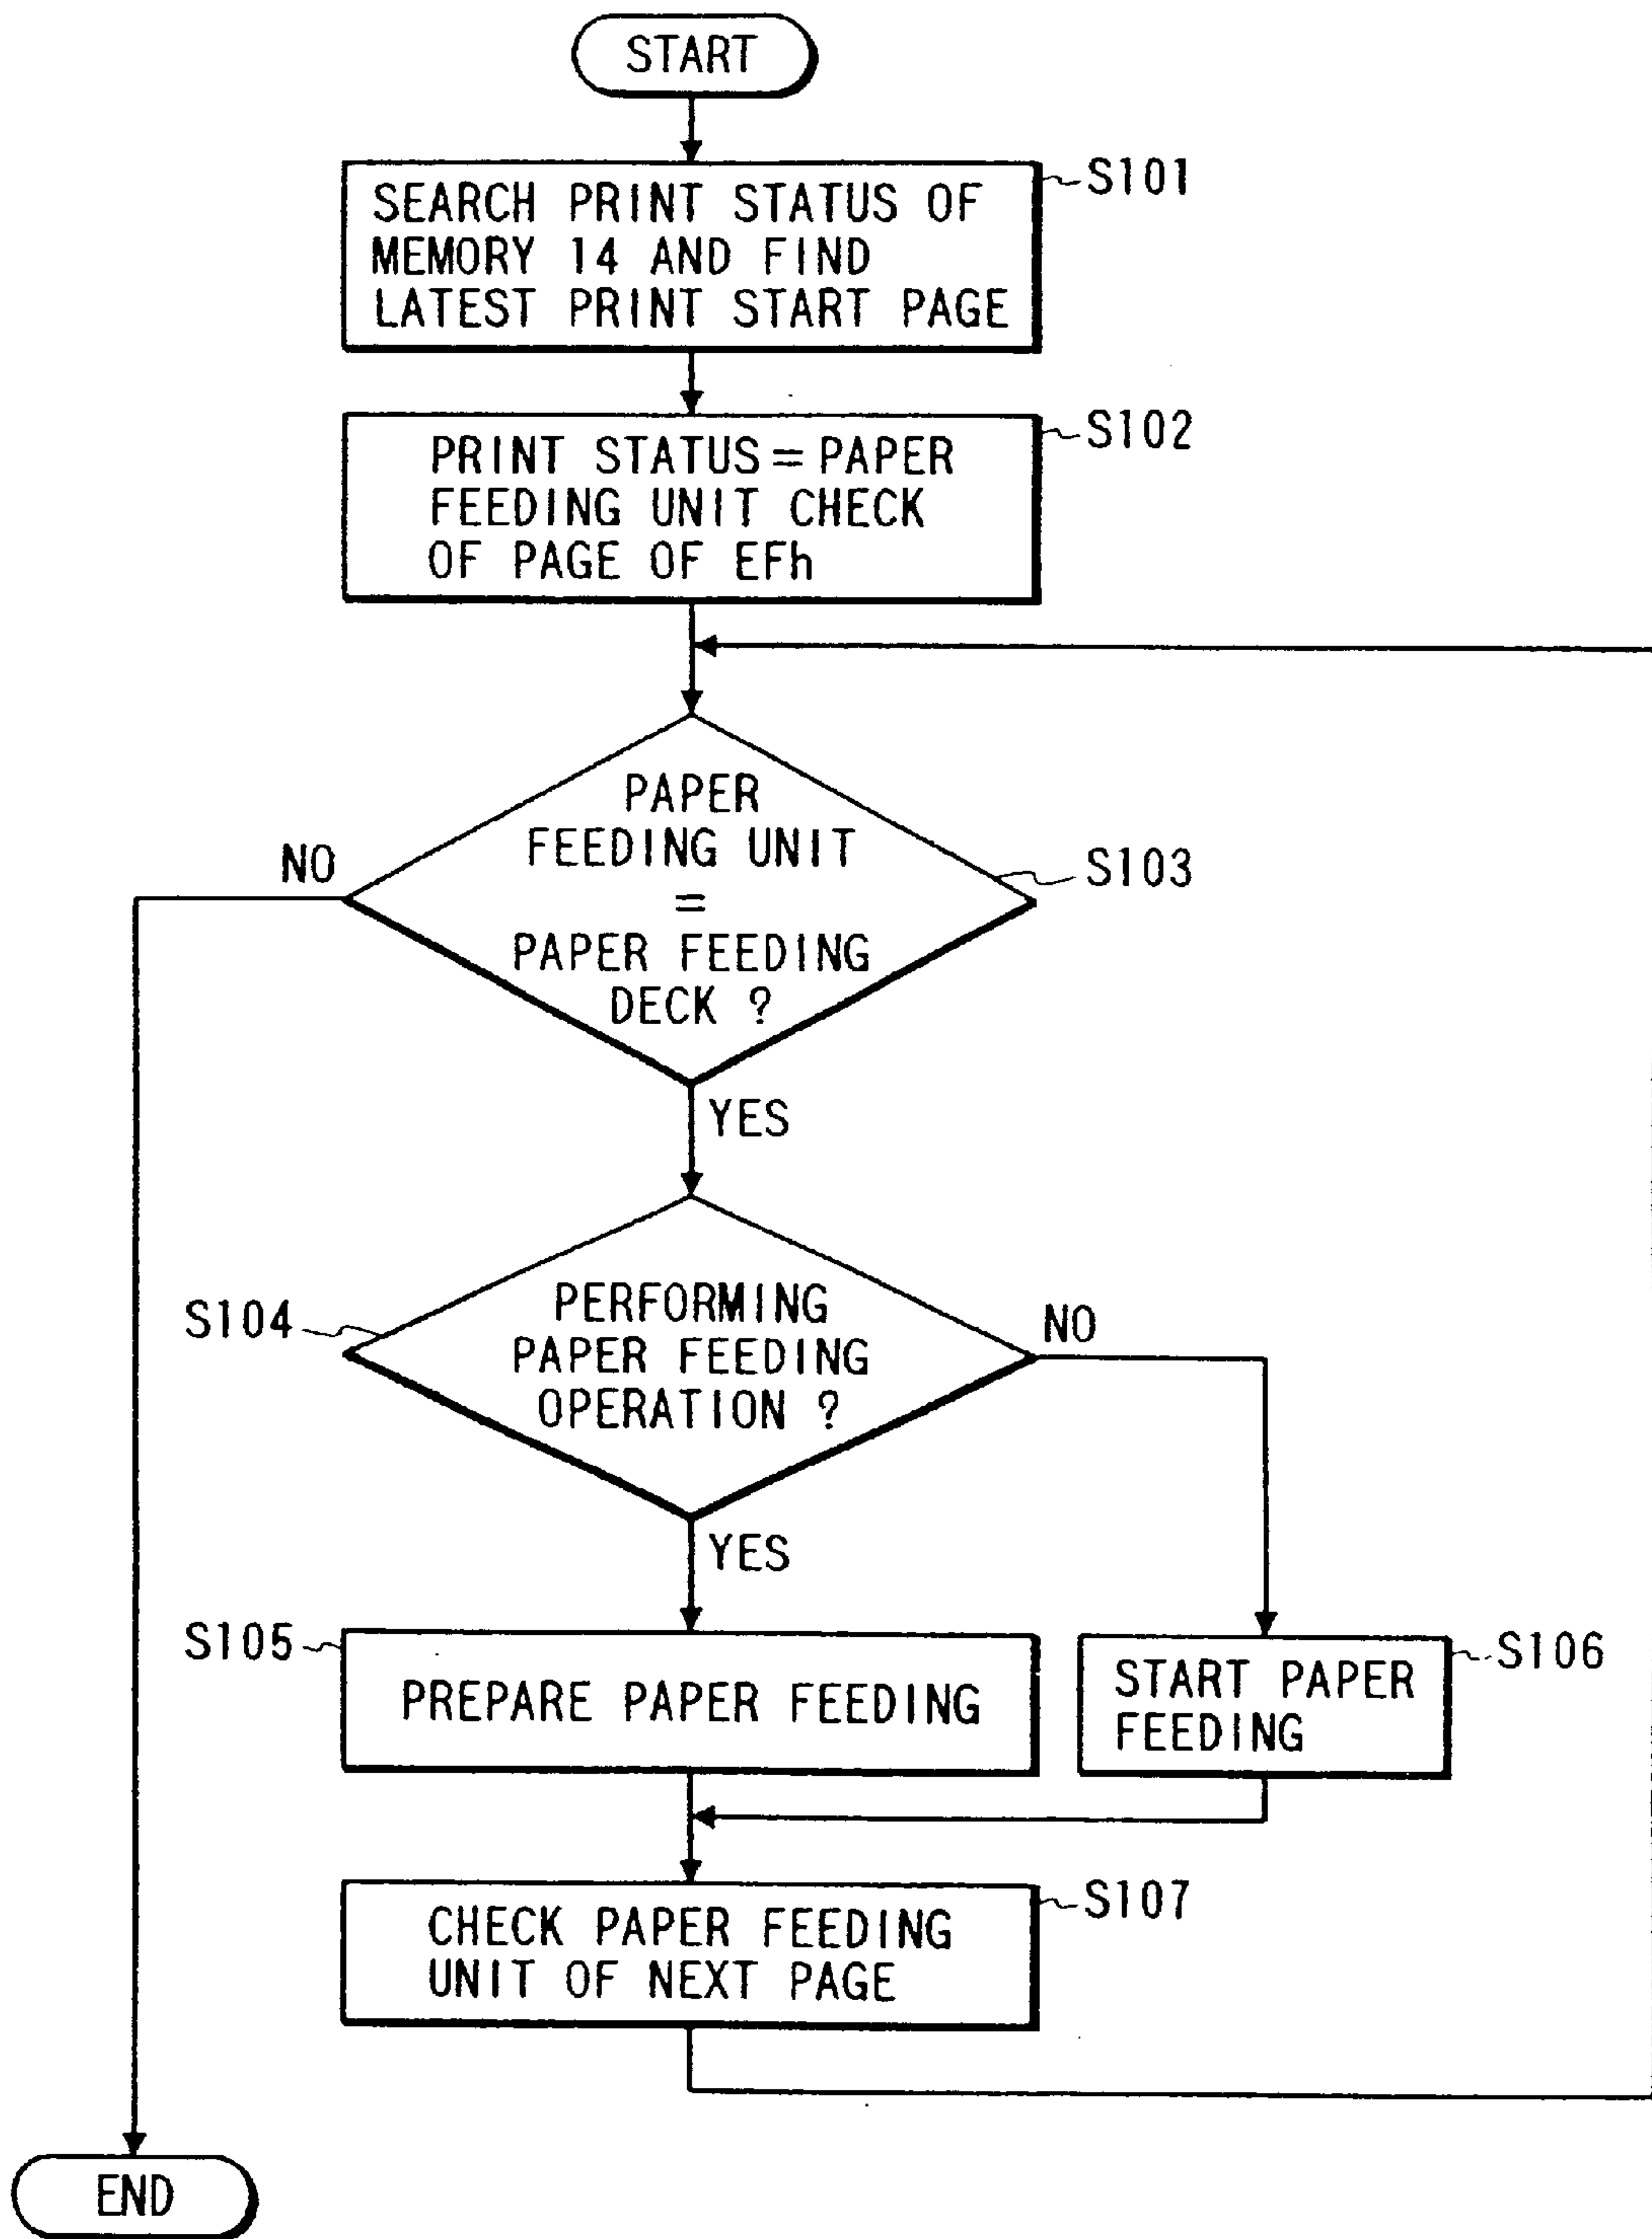 START
S101
SEARCH PRINT STATUS OF
MEMORY 14 AND FIND
LATEST PRINT START PAGE
S102
PRINT STATUS = PAPER
FEEDING UNIT CHECK
OF PAGE OF EFh
PAPER
FEEDING UNIT
=
PAPER FEEDING
DECK ?
NO
S103
YES
S104
PERFORMING
PAPER FEEDING
OPERATION ?
NO
YES
S105
PREPARE PAPER FEEDING
S106
START PAPER
FEEDING
S107
CHECK PAPER FEEDING
UNIT OF NEXT PAGE
END